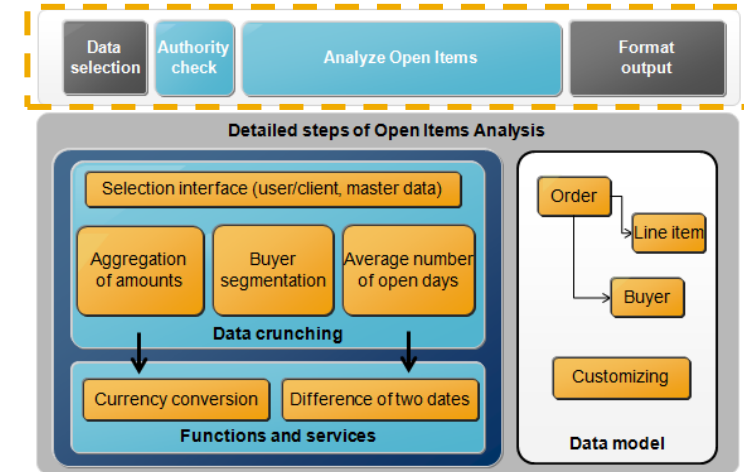 Data
selection
Authority
check
Analyze Open Items
Format
output
Detailed steps of Open Items Analysis
Selection interface (user/client, master data)
Aggregation
of amounts
Buyer
segmentation
Average number
of open days
Data crunching
Currency conversion
Difference of two dates
Functions and services
Order
Line item
Buyer
Customizing
Data model